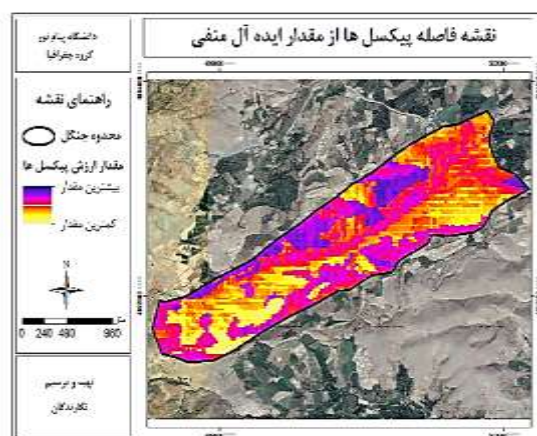 نقشه فاصله پیکسل ها از مقدار ایده آل منفی
دانشگاه پیام نور
گروه جغرافیا
راهنمای نقشه
محدوده جنگل
مقدار ارزش پیکسل ها
بیشترین مقدار
کمترین مقدار
متر
0 240 480 960
تهیه و ترسیم
نگارندگان